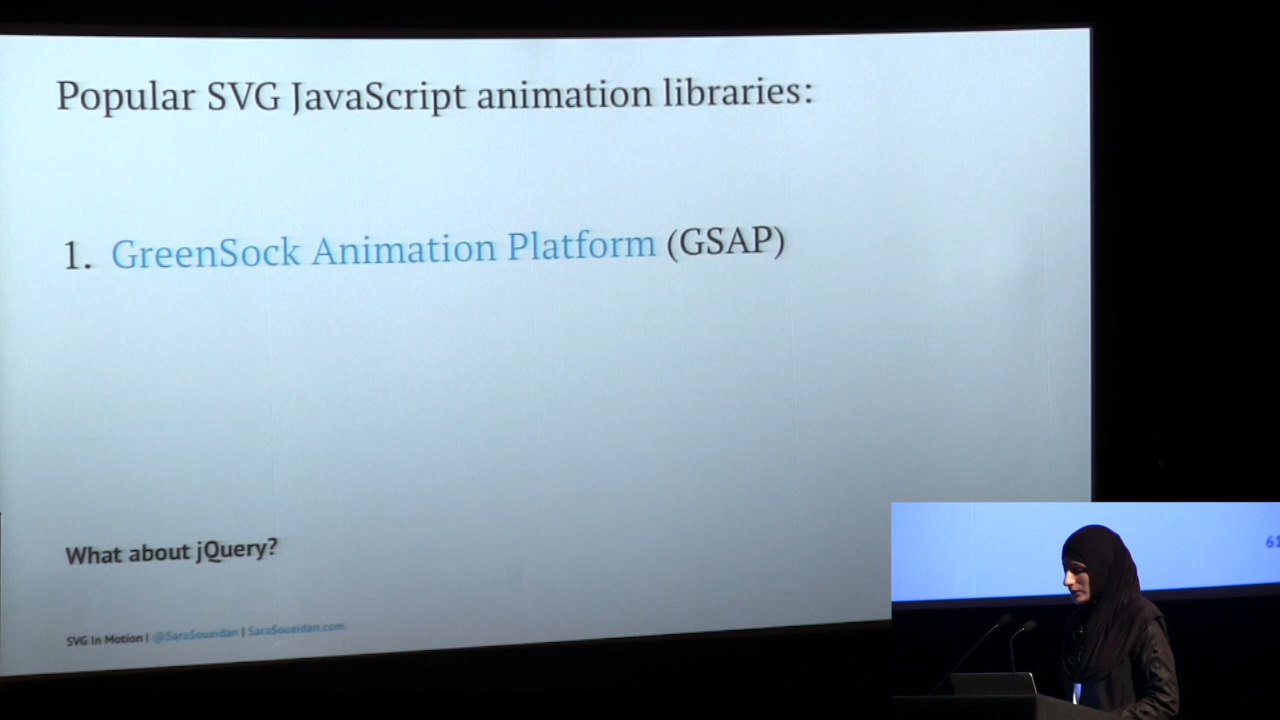 Popular SVG JavaScript animation libraries:
1. GreenSock Animation Platform (GSAP)
What about jQuery?
SVG In Motion | @SaraSoueidan | SaraSoueidan.com
61